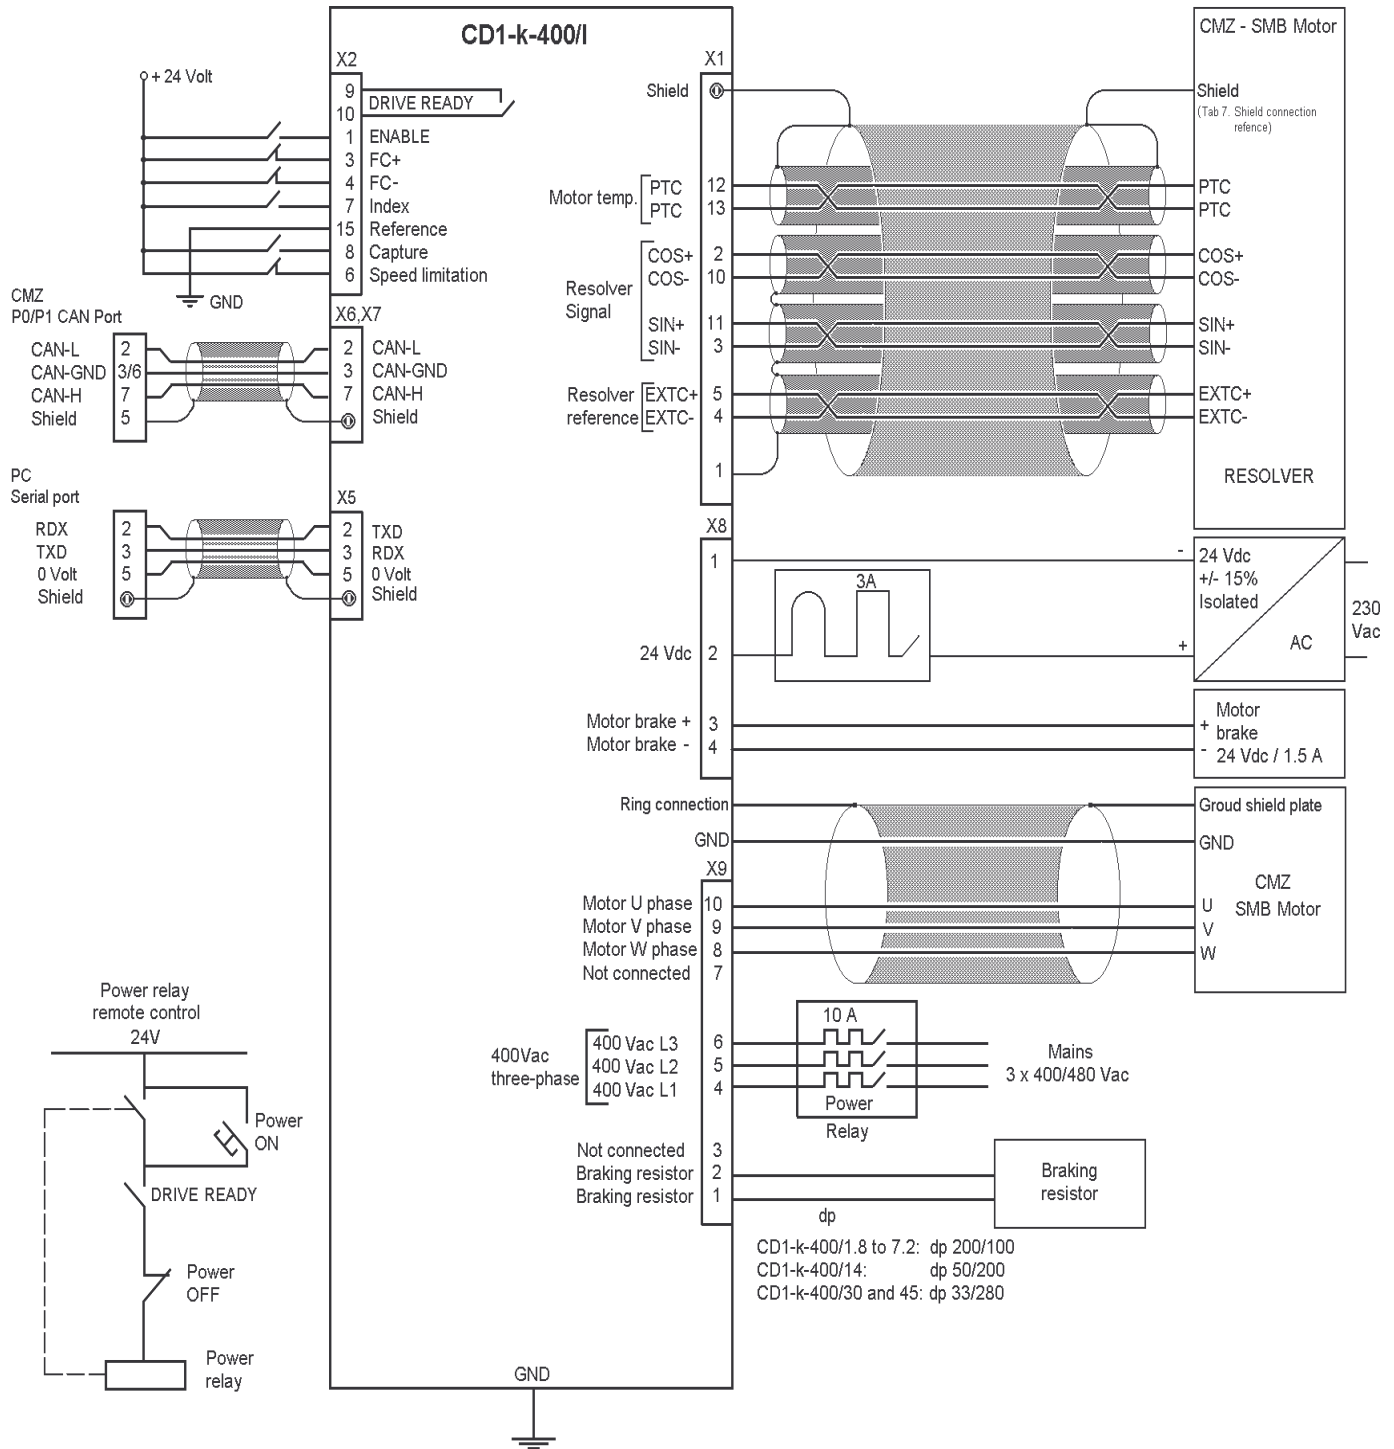 CD1-k-400/I
X2
+ 24 Volt
9
10
DRIVE READY
1 ENABLE
3 FC+
4 FC-
7 Index
15 Reference
8 Capture
6 Speed limitation
GND
CMZ
P0/P1 CAN Port
X6,X7
CAN-L 2
CAN-GND 3/6
CAN-H 7
Shield 5
2 CAN-L
3 CAN-GND
7 CAN-H
Shield
PC
Serial port
X5
RDX 2
TXD 3
0 Volt 5
Shield
2 TXD
3 RDX
5 0 Volt
Shield
X1
Shield
Motor temp.
PTC 12
PTC 13
Resolver
Signal
COS+ 2
COS- 10
SIN+ 11
SIN- 3
Resolver
reference
EXTC+ 5
EXTC- 4
1
CMZ - SMB Motor
Shield
(Tab 7. Shield connection
refence)
PTC
PTC
COS+
COS-
SIN+
SIN-
EXTC+
EXTC-
RESOLVER
X8
1
3A
24 Vdc 2
-
+
24 Vdc
+/- 15%
Isolated
AC
230
Vac
Motor brake + 3
Motor brake - 4
+
-
Motor
brake
24 Vdc / 1.5 A
Ring connection
Groud shield plate
GND
GND
X9
Motor U phase 10
Motor V phase 9
Motor W phase 8
Not connected 7
CMZ
SMB Motor
U
V
W
400Vac
three-phase
400 Vac L3 6
400 Vac L2 5
400 Vac L1 4
10 A
Power
Relay
Mains
3 x 400/480 Vac
Not connected 3
Braking resistor 2
Braking resistor 1
Braking
resistor
dp
CD1-k-400/1.8 to 7.2: dp 200/100
CD1-k-400/14: dp 50/200
CD1-k-400/30 and 45: dp 33/280
Power relay
remote control
24V
Power
ON
DRIVE READY
Power
OFF
Power
relay
GND